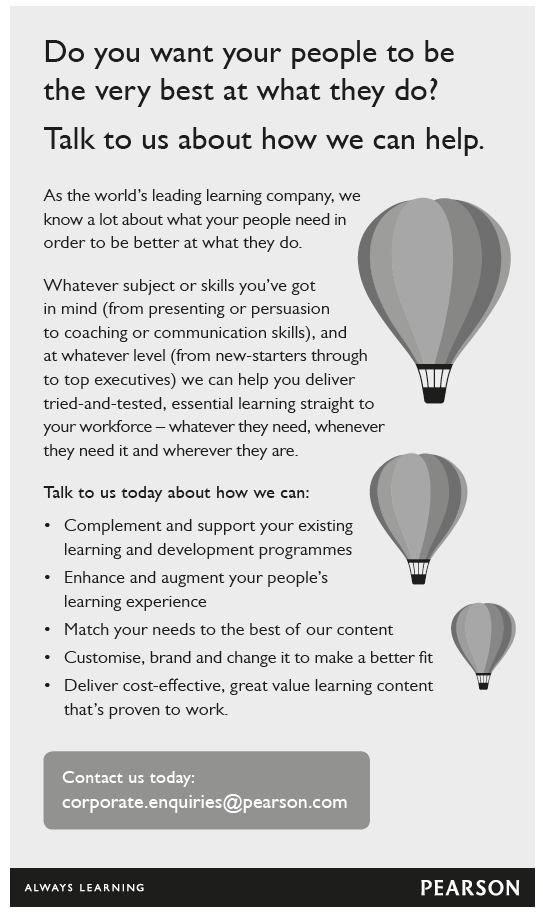 Do you want your people to be
the very best at what they do?
Talk to us about how we can help.
As the world’s leading learning company, we
know a lot about what your people need in
order to be better at what they do.
Whatever subject or skills you’ve got
in mind (from presenting or persuasion
to coaching or communication skills), and
at whatever level (from new-starters through
to top executives) we can help you deliver
tried-and-tested, essential learning straight to
your workforce – whatever they need, whenever
they need it and wherever they are.
Talk to us today about how we can:
• Complement and support your existing
learning and development programmes
• Enhance and augment your people’s
learning experience
• Match your needs to the best of our content
• Customise, brand and change it to make a better fit
• Deliver cost-effective, great value learning content
that’s proven to work.
Contact us today:
corporate.enquiries@pearson.com
ALWAYS LEARNING
PEARSON